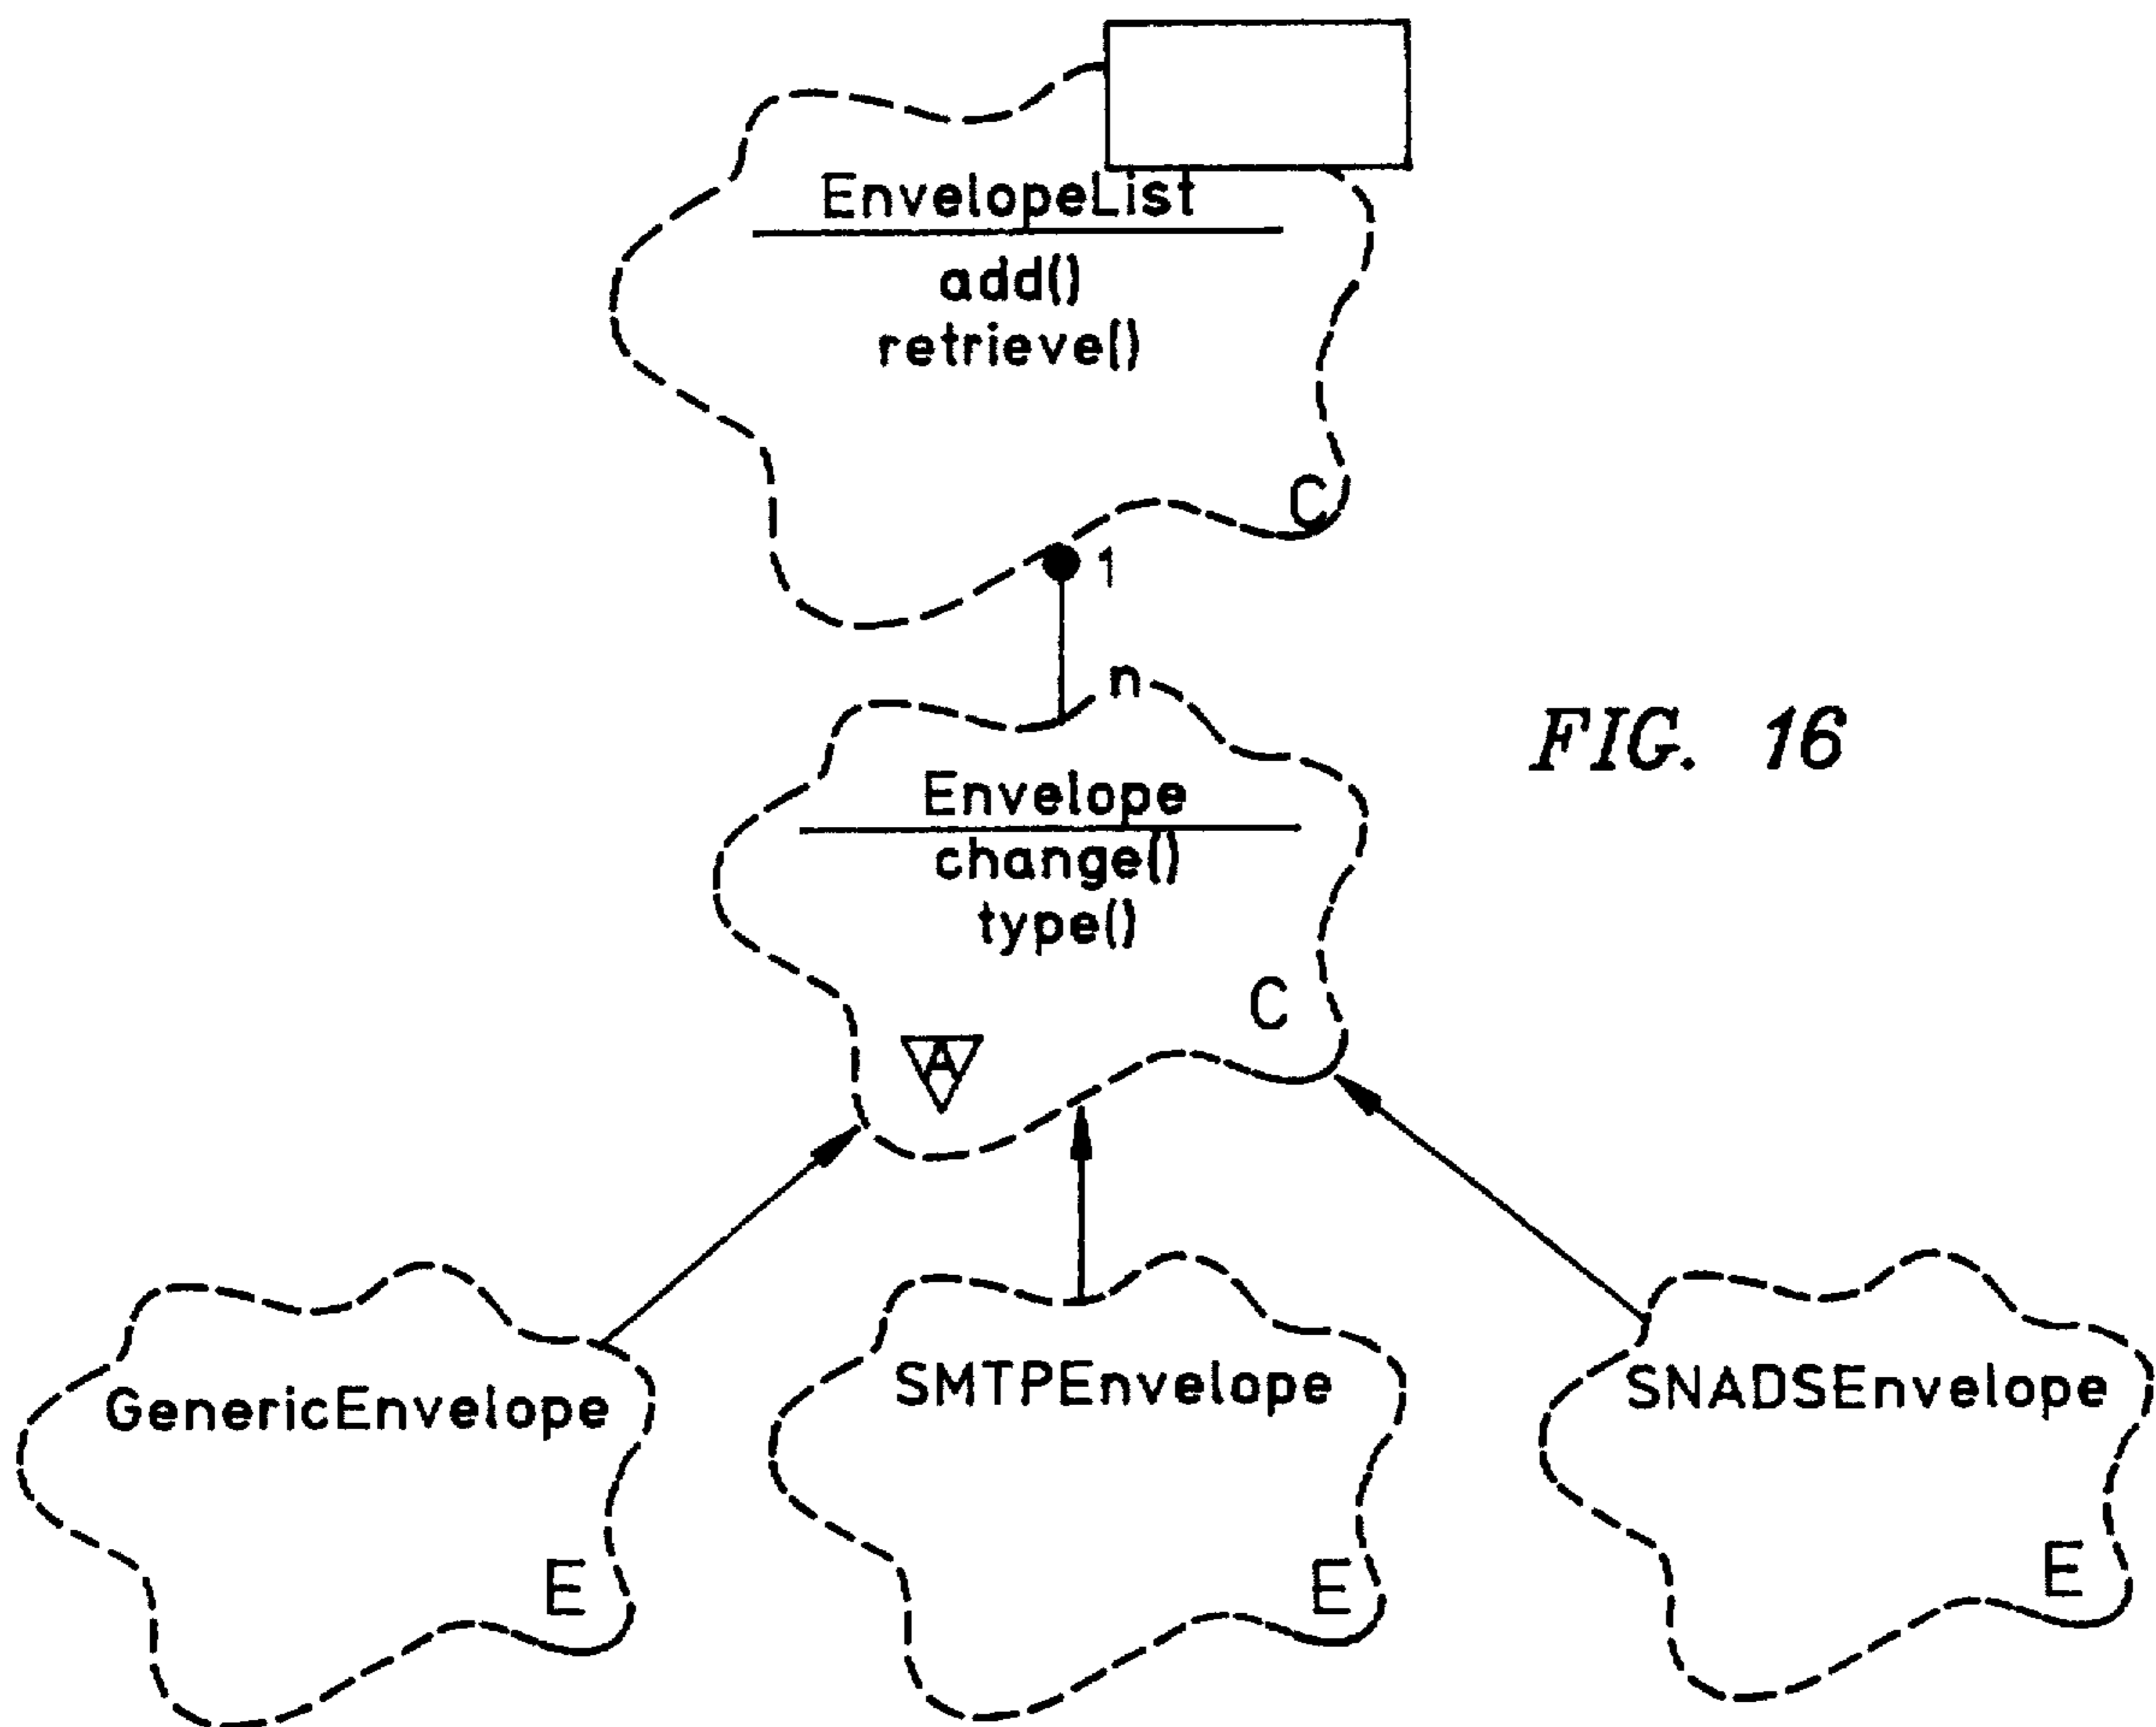 EnvelopeList
add()
retrieve()
C
1
n
FIG. 16
Envelope
change()
type()
C
A
GenericEnvelope
SMTPEnvelope
SNADSEnvelope
E
E
E